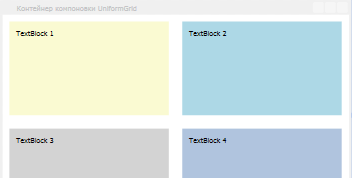 Контейнер компоновки UniformGrid
TextBlock 1
TextBlock 2
TextBlock 3
TextBlock 4